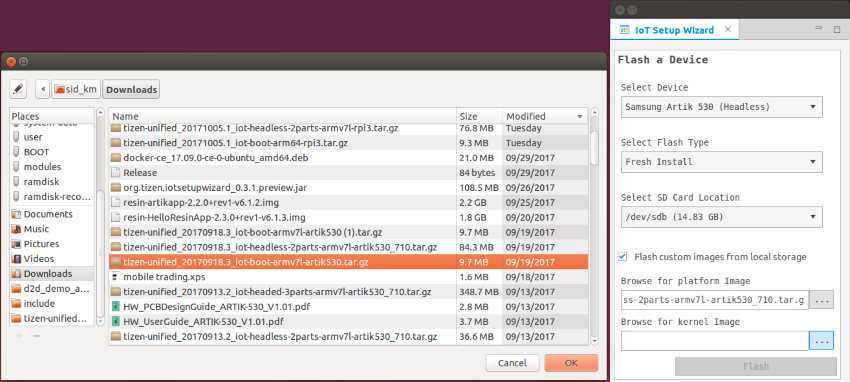 sid_km
Downloads
Places
system-data
user
BOOT
modules
ramdisk
ramdisk-reco...
Documents
Music
Pictures
Videos
Downloads
d2d_demo_a...
include
tizen-unified...
Name Size Modified
tizen-unified_20171005.1_iot-headless-2parts-armv7l-rpi3.tar.gz 76.8 MB Tuesday
tizen-unified_20171005.1_iot-boot-arm64-rpi3.tar.gz 9.3 MB Tuesday
docker-ce_17.09.0-ce-0-ubuntu_amd64.deb 21.0 MB 09/29/2017
Release 84 bytes 09/29/2017
org.tizen.iotsetupwizard_0.3.1.preview.jar 108.5 MB 09/26/2017
resin-artikapp-2.2.0+rev1-v6.1.2.img 2.2 GB 09/25/2017
resin-HelloResinApp-2.3.0+rev1-v6.1.3.img 1.8 GB 09/20/2017
tizen-unified_20170918.3_iot-boot-armv7l-artik530 (1).tar.gz 9.7 MB 09/19/2017
tizen-unified_20170918.3_iot-headless-2parts-armv7l-artik530_710.tar.gz 84.3 MB 09/19/2017
tizen-unified_20170918.3_iot-boot-armv7l-artik530.tar.gz 9.7 MB 09/19/2017
mobile trading.xps 1.6 MB 09/18/2017
tizen-unified_20170913.2_iot-headed-3parts-armv7l-artik530_710.tar.gz 348.7 MB 09/13/2017
HW_PCBDesignGuide_ARTIK-530_V1.01.pdf 2.8 MB 09/13/2017
HW_UserGuide_ARTIK-530_V1.01.pdf 3.7 MB 09/13/2017
tizen-unified_20170913.2_iot-headless-2parts-armv7l-artik530_710.tar.gz 36.6 MB 09/13/2017
Cancel OK
IoT Setup Wizard
Flash a Device
Select Device
Samsung Artik 530 (Headless)
Select Flash Type
Fresh Install
Select SD Card Location
/dev/sdb (14.83 GB)
Flash custom images from local storage
Browse for platform Image
ss-2parts-armv7l-artik530_710.tar.g ...
Browse for kernel Image
...
Flash